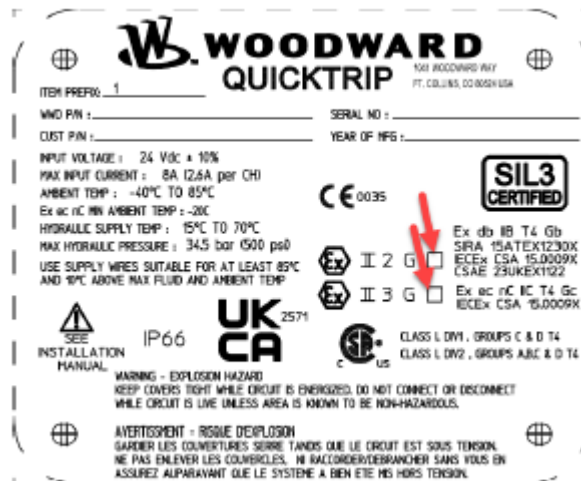 WOODWARD
QUICKTRIP
1041 WOODWARD WAY
FT. COLLINS, CO 80524 USA
ITEM PREFIX: 1
WWD P/N :
SERIAL NO :
CUST P/N :
YEAR OF MFG :
INPUT VOLTAGE : 24 Vdc ± 10%
MAX INPUT CURRENT : 8A (2.6A per CH)
AMBIENT TEMP : -40°C TO 85°C
Ex ec nC MIN AMBIENT TEMP : -20C
HYDRAULIC SUPPLY TEMP : 15°C TO 70°C
MAX HYDRAULIC PRESSURE : 34.5 bar (500 psi)
USE SUPPLY WIRES SUITABLE FOR AT LEAST 85°C
AND 10°C ABOVE MAX FLUID AND AMBIENT TEMP
SIL3
CERTIFIED
CE 0035
Ex II 2 G
Ex db IIB T4 Gb
SIRA 15ATEX1230X
IECEx CSA 15.0009X
CSAE 23UKEX1122
Ex II 3 G
Ex ec nC IIC T4 Gc
IECEx CSA 15.0009X
SEE
INSTALLATION
MANUAL
IP66
UK
CA
2571
C US
CLASS I, DIV1, GROUPS C & D T4
CLASS I, DIV2 , GROUPS A,B,C & D T4
WARNING - EXPLOSION HAZARD
KEEP COVERS TIGHT WHILE CIRCUIT IS ENERGIZED. DO NOT CONNECT OR DISCONNECT
WHILE CIRCUIT IS LIVE UNLESS AREA IS KNOWN TO BE NON-HAZARDOUS.
AVERTISSMENT - RISQUE D'EXPLOSION
GARDER LES COUVERTURES SERRE TANDIS QUE LE CIRCUIT EST SOUS TENSION.
NE PAS ENLEVER LES COUVERCLES, NI RACCORDER/DEBRANCHER SANS VOUS EN
ASSUREZ AUPARAVANT QUE LE SYSTEME A BIEN ETE MIS HORS TENSION.